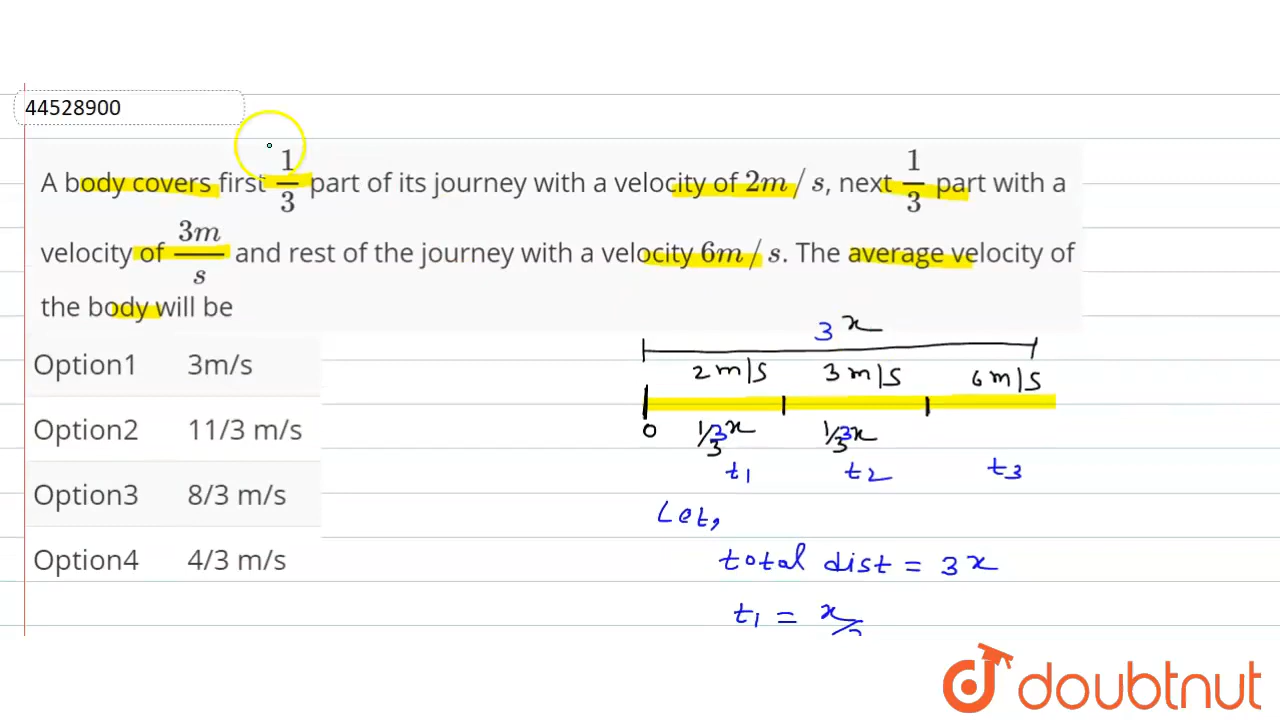 44528900
A body covers first 1/3 part of its journey with a velocity of 2m/s, next 1/3 part with a
velocity of 3m/s and rest of the journey with a velocity 6m/s. The average velocity of
the body will be
3x
Option1 3m/s
2m/s 3m/s 6m/s
Option2 11/3 m/s
0 1/3 3x 1/3 3x
t1 t2 t3
Option3 8/3 m/s
Let,
Option4 4/3 m/s
total dist = 3x
t1 = x/
doubtnut